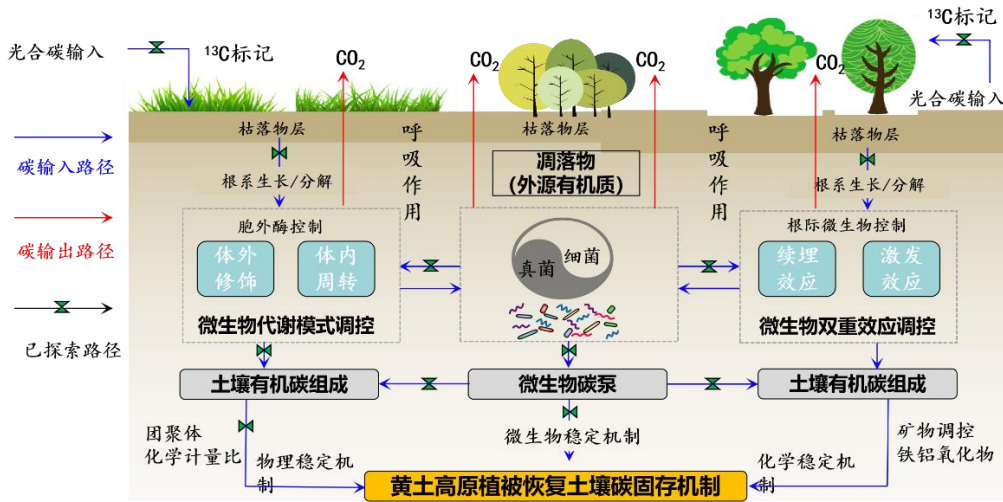 ¹³C标记
光合碳输入
¹³C标记
CO₂
CO₂
CO₂
CO₂
光合碳输入
枯落物层
呼吸作用
枯落物层
呼吸作用
枯落物层
碳输入路径
凋落物
（外源有机质）
根系生长/分解
根系生长/分解
碳输出路径
胞外酶控制
根际微生物控制
体外
修饰
体内
周转
真菌
细菌
续埋
效应
激发
效应
微生物代谢模式调控
微生物双重效应调控
已探索路径
土壤有机碳组成
微生物碳泵
土壤有机碳组成
团聚体
化学计量比
微生物稳定机制
矿物调控
铁铝氧化物
物理稳定机
制
化学稳定机
制
黄土高原植被恢复土壤碳固存机制